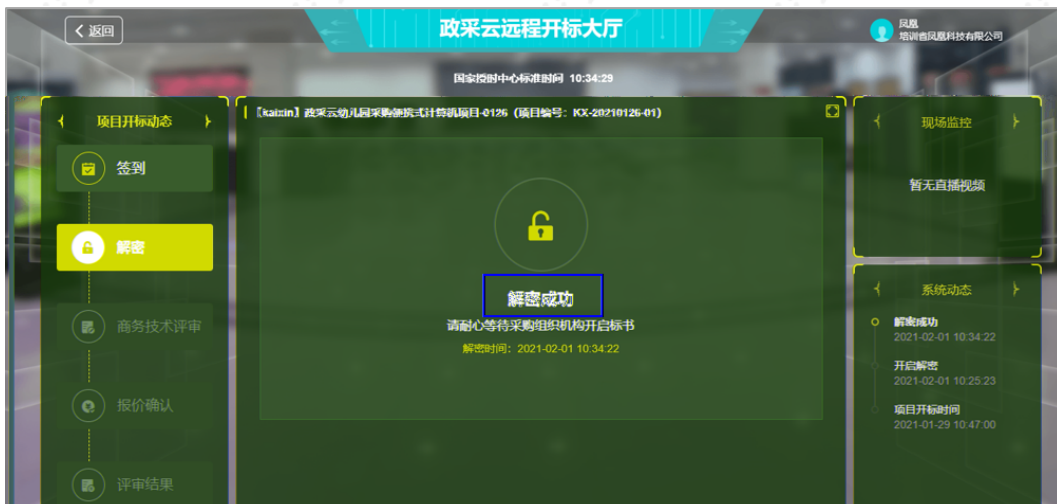 返回
政采云远程开标大厅
凤凰
培训省凤凰科技有限公司
国家授时中心标准时间 10:34:29
项目开标动态
签到
解密
商务技术评审
报价确认
评审结果
【kaixin】政采云幼儿园采购便携式计算机项目-0126（项目编号：KX-20210126-01）
解密成功
请耐心等待采购组织机构开启标书
解密时间：2021-02-01 10:34:22
现场监控
暂无直播视频
系统动态
解密成功
2021-02-01 10:34:22
开启解密
2021-02-01 10:25:23
项目开标时间
2021-01-29 10:47:00